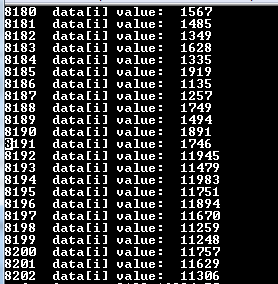 8180 data[i] value: 1567
8181 data[i] value: 1485
8182 data[i] value: 1349
8183 data[i] value: 1628
8184 data[i] value: 1335
8185 data[i] value: 1919
8186 data[i] value: 1135
8187 data[i] value: 1257
8188 data[i] value: 1749
8189 data[i] value: 1494
8190 data[i] value: 1891
8191 data[i] value: 1746
8192 data[i] value: 11945
8193 data[i] value: 11479
8194 data[i] value: 11983
8195 data[i] value: 11751
8196 data[i] value: 11894
8197 data[i] value: 11670
8198 data[i] value: 11259
8199 data[i] value: 11248
8200 data[i] value: 11757
8201 data[i] value: 11629
8202 data[i] value: 11306